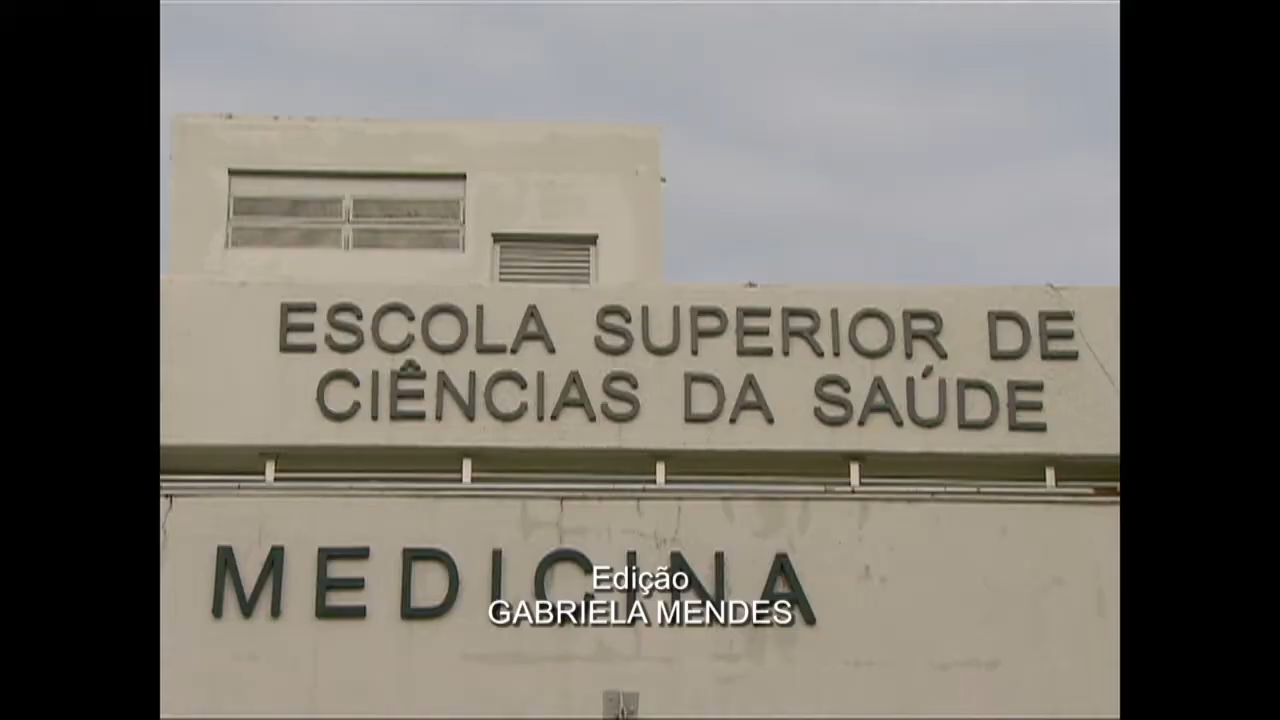 ESCOLA SUPERIOR DE
CIÊNCIAS DA SAÚDE
MEDICINA
Edição
GABRIELA MENDES